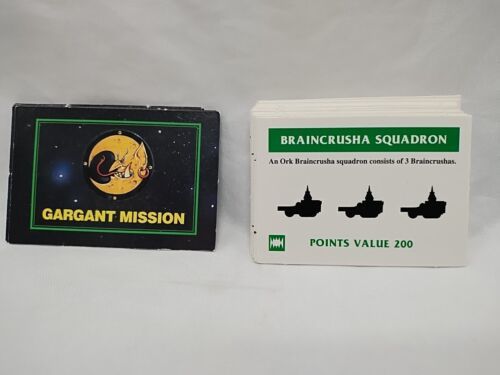 GARGANT MISSION
BRAINCRUSHA SQUADRON
An Ork Braincrusha squadron consists of 3 Braincrushas.
POINTS VALUE 200